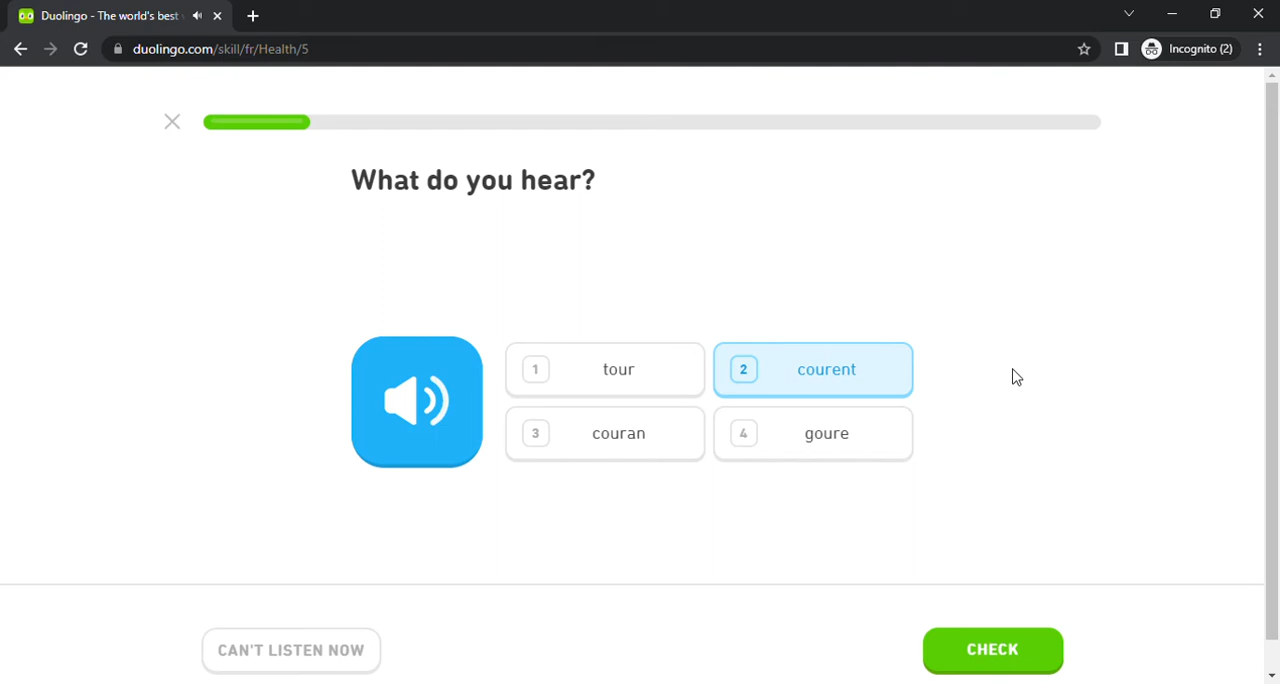 Duolingo - The world's best
duolingo.com/skill/fr/Health/5
Incognito (2)
What do you hear?
1 tour
2 courent
3 couran
4 goure
CAN'T LISTEN NOW
CHECK